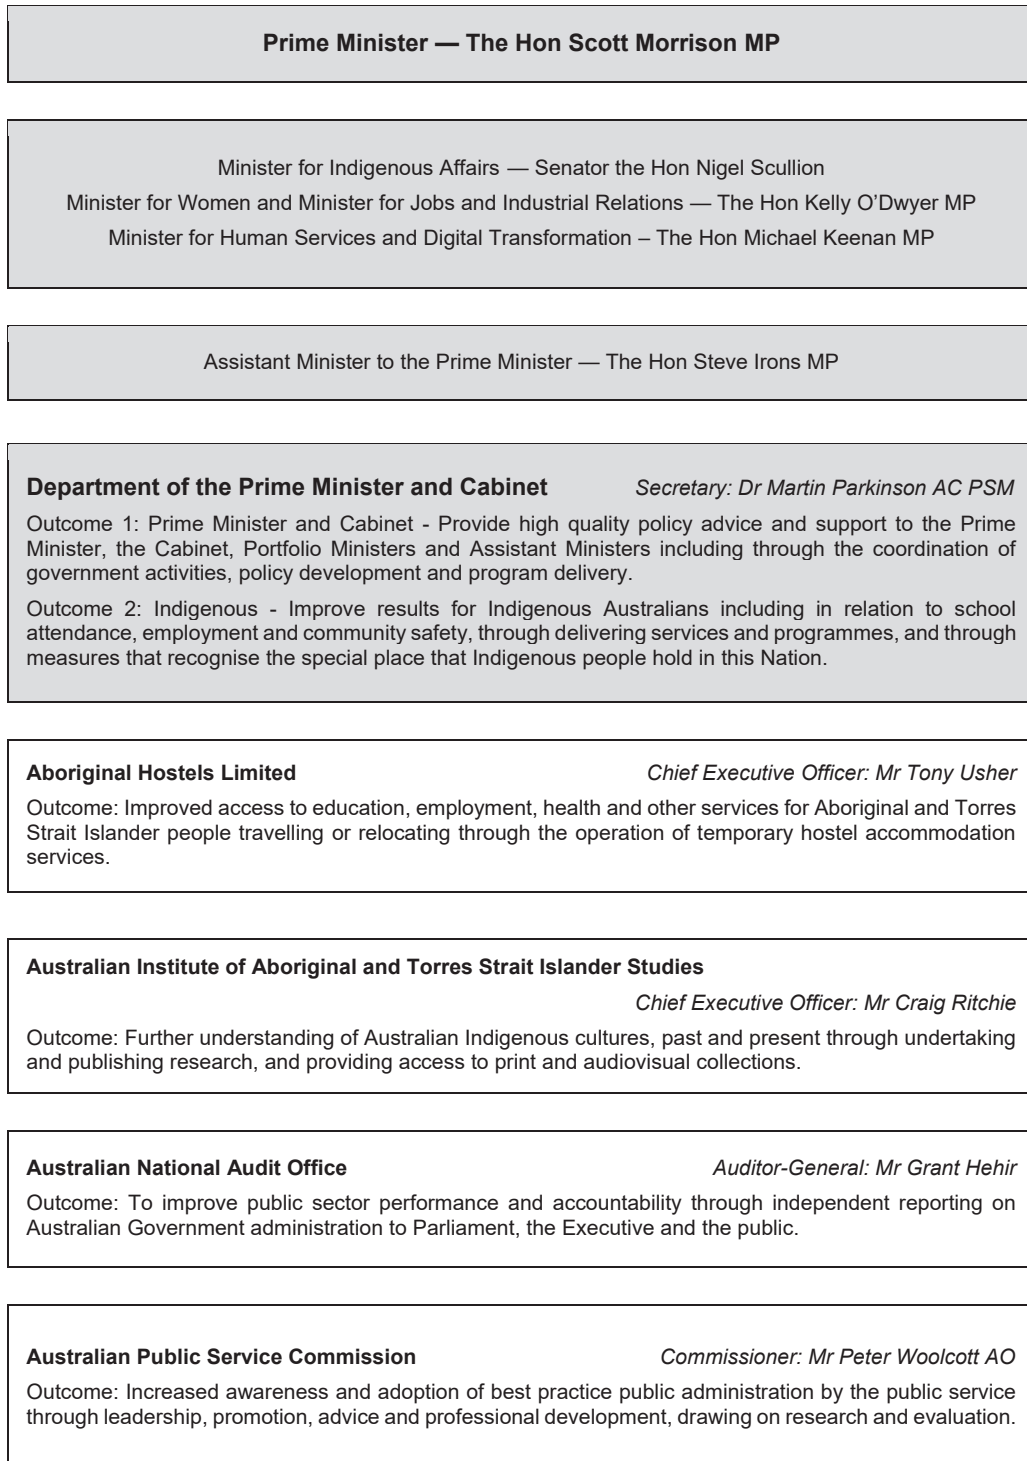 Prime Minister — The Hon Scott Morrison MP
Minister for Indigenous Affairs — Senator the Hon Nigel Scullion
Minister for Women and Minister for Jobs and Industrial Relations — The Hon Kelly O’Dwyer MP
Minister for Human Services and Digital Transformation – The Hon Michael Keenan MP
Assistant Minister to the Prime Minister — The Hon Steve Irons MP
Department of the Prime Minister and Cabinet Secretary: Dr Martin Parkinson AC PSM
Outcome 1: Prime Minister and Cabinet - Provide high quality policy advice and support to the Prime
Minister, the Cabinet, Portfolio Ministers and Assistant Ministers including through the coordination of
government activities, policy development and program delivery.
Outcome 2: Indigenous - Improve results for Indigenous Australians including in relation to school
attendance, employment and community safety, through delivering services and programmes, and through
measures that recognise the special place that Indigenous people hold in this Nation.
Aboriginal Hostels Limited Chief Executive Officer: Mr Tony Usher
Outcome: Improved access to education, employment, health and other services for Aboriginal and Torres
Strait Islander people travelling or relocating through the operation of temporary hostel accommodation
services.
Australian Institute of Aboriginal and Torres Strait Islander Studies
Chief Executive Officer: Mr Craig Ritchie
Outcome: Further understanding of Australian Indigenous cultures, past and present through undertaking
and publishing research, and providing access to print and audiovisual collections.
Australian National Audit Office Auditor-General: Mr Grant Hehir
Outcome: To improve public sector performance and accountability through independent reporting on
Australian Government administration to Parliament, the Executive and the public.
Australian Public Service Commission Commissioner: Mr Peter Woolcott AO
Outcome: Increased awareness and adoption of best practice public administration by the public service
through leadership, promotion, advice and professional development, drawing on research and evaluation.